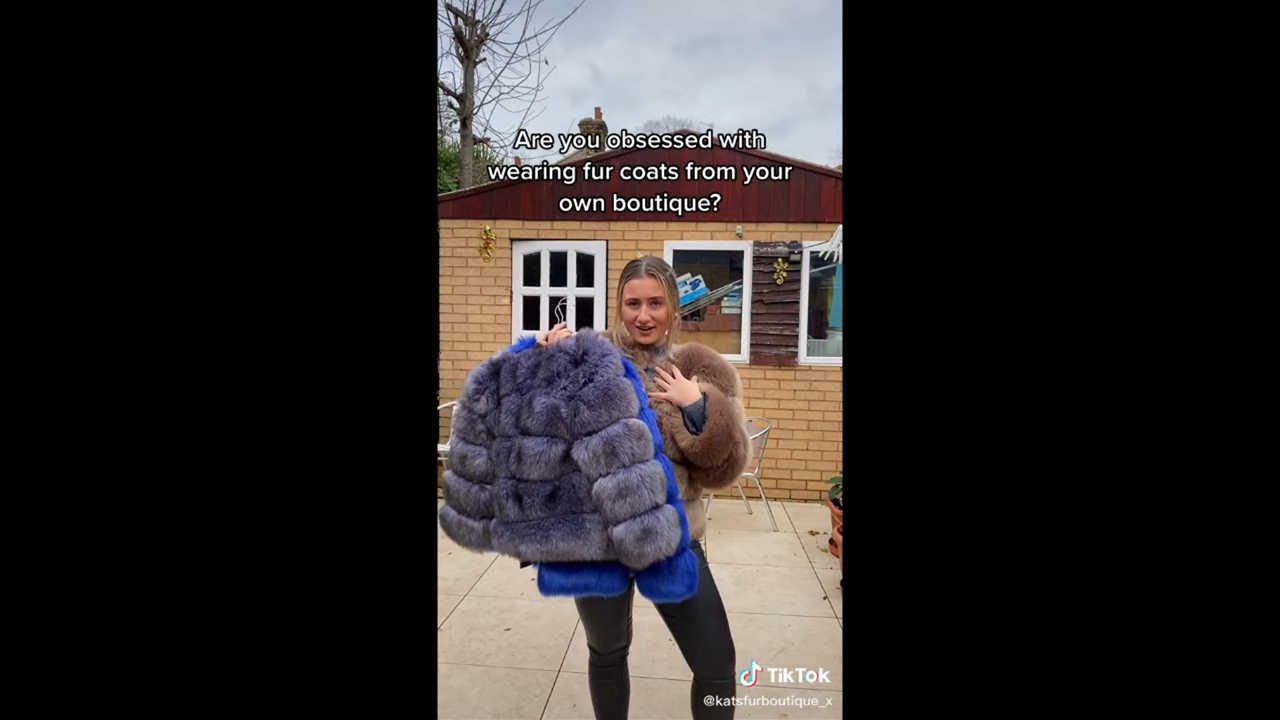 Are you obsessed with
wearing fur coats from your
own boutique?
TikTok
@katsfurboutique_x